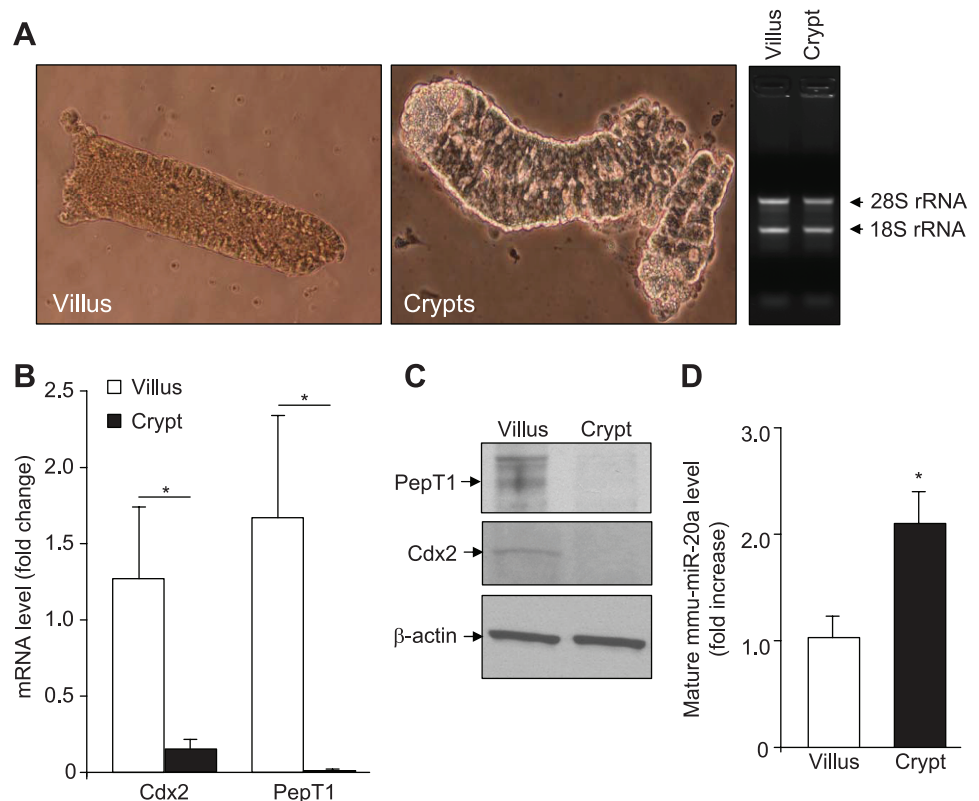 A
Villus
Crypts
Villus
Crypt
28S rRNA
18S rRNA
B
mRNA level (fold change)
2.5
2.0
1.5
1.0
0.5
0
Villus
Crypt
*
*
Cdx2
PepT1
C
Villus
Crypt
PepT1
Cdx2
β-actin
D
Mature mmu-miR-20a level
(fold increase)
3.0
2.0
1.0
0
*
Villus
Crypt